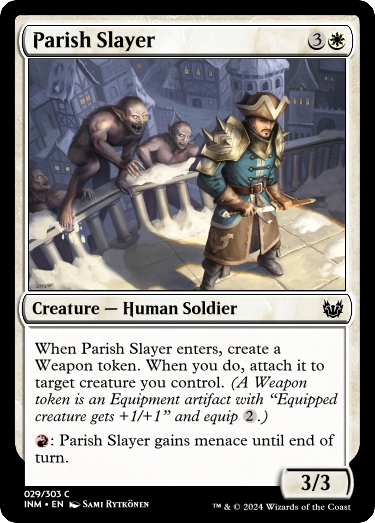 Parish Slayer 3
Creature — Human Soldier
When Parish Slayer enters, create a
Weapon token. When you do, attach it to
target creature you control. (A Weapon
token is an Equipment artifact with “Equipped
creature gets +1/+1” and equip 2.)
: Parish Slayer gains menace until end of
turn.
3/3
029/303 C
INM • EN Sami Rytkönen
™ & © 2024 Wizards of the Coast